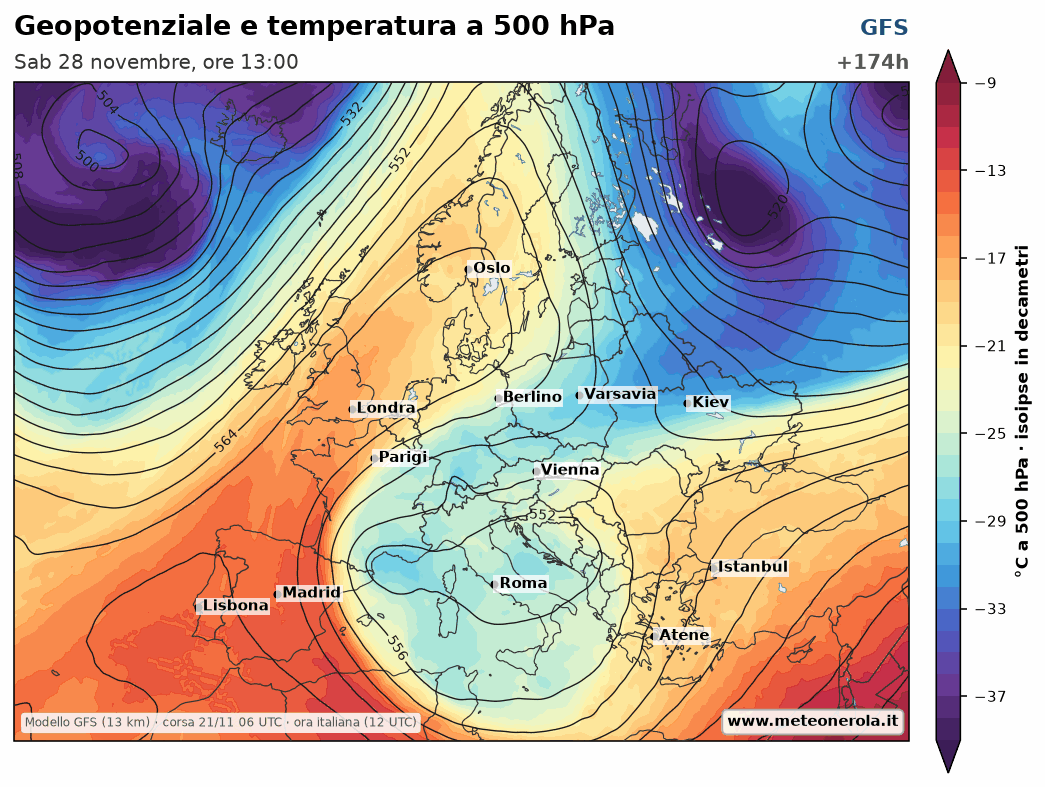 Geopotenziale e temperatura a 500 hPa
GFS
Sab 28 novembre, ore 13:00
+174h
504
532
500
552
508
520
Oslo
Berlino
Varsavia
Kiev
Londra
564
Parigi
Vienna
552
Istanbul
Roma
Madrid
Lisbona
Atene
556
Modello GFS (13 km) · corsa 21/11 06 UTC · ora italiana (12 UTC)
www.meteonerola.it
−9
−13
−17
−21
−25
−29
−33
−37
°C a 500 hPa · isoipse in decametri